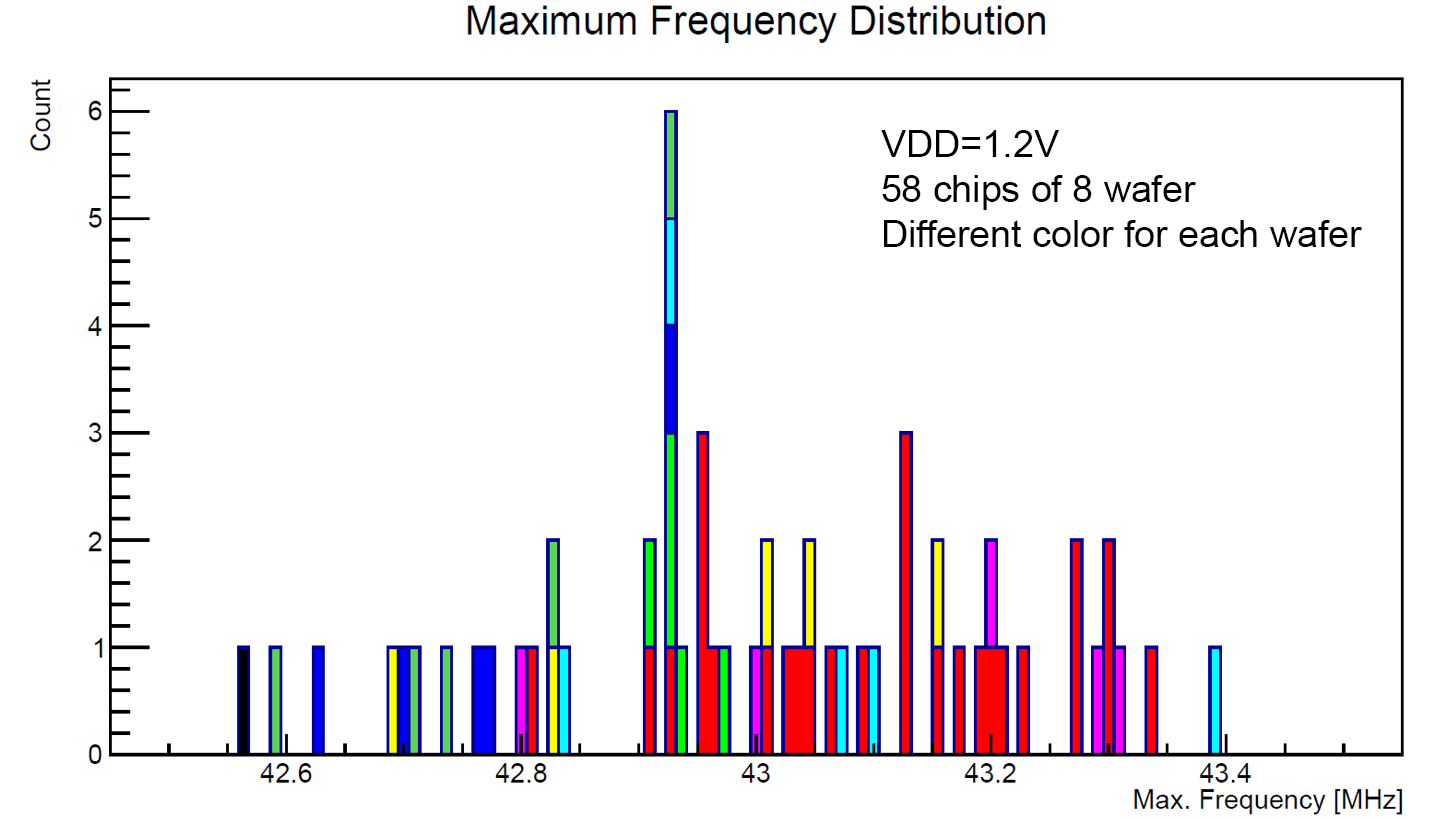 Maximum Frequency Distribution
Count
6
5
4
3
2
1
0
VDD=1.2V
58 chips of 8 wafer
Different color for each wafer
42.6 42.8 43 43.2 43.4
Max. Frequency [MHz]